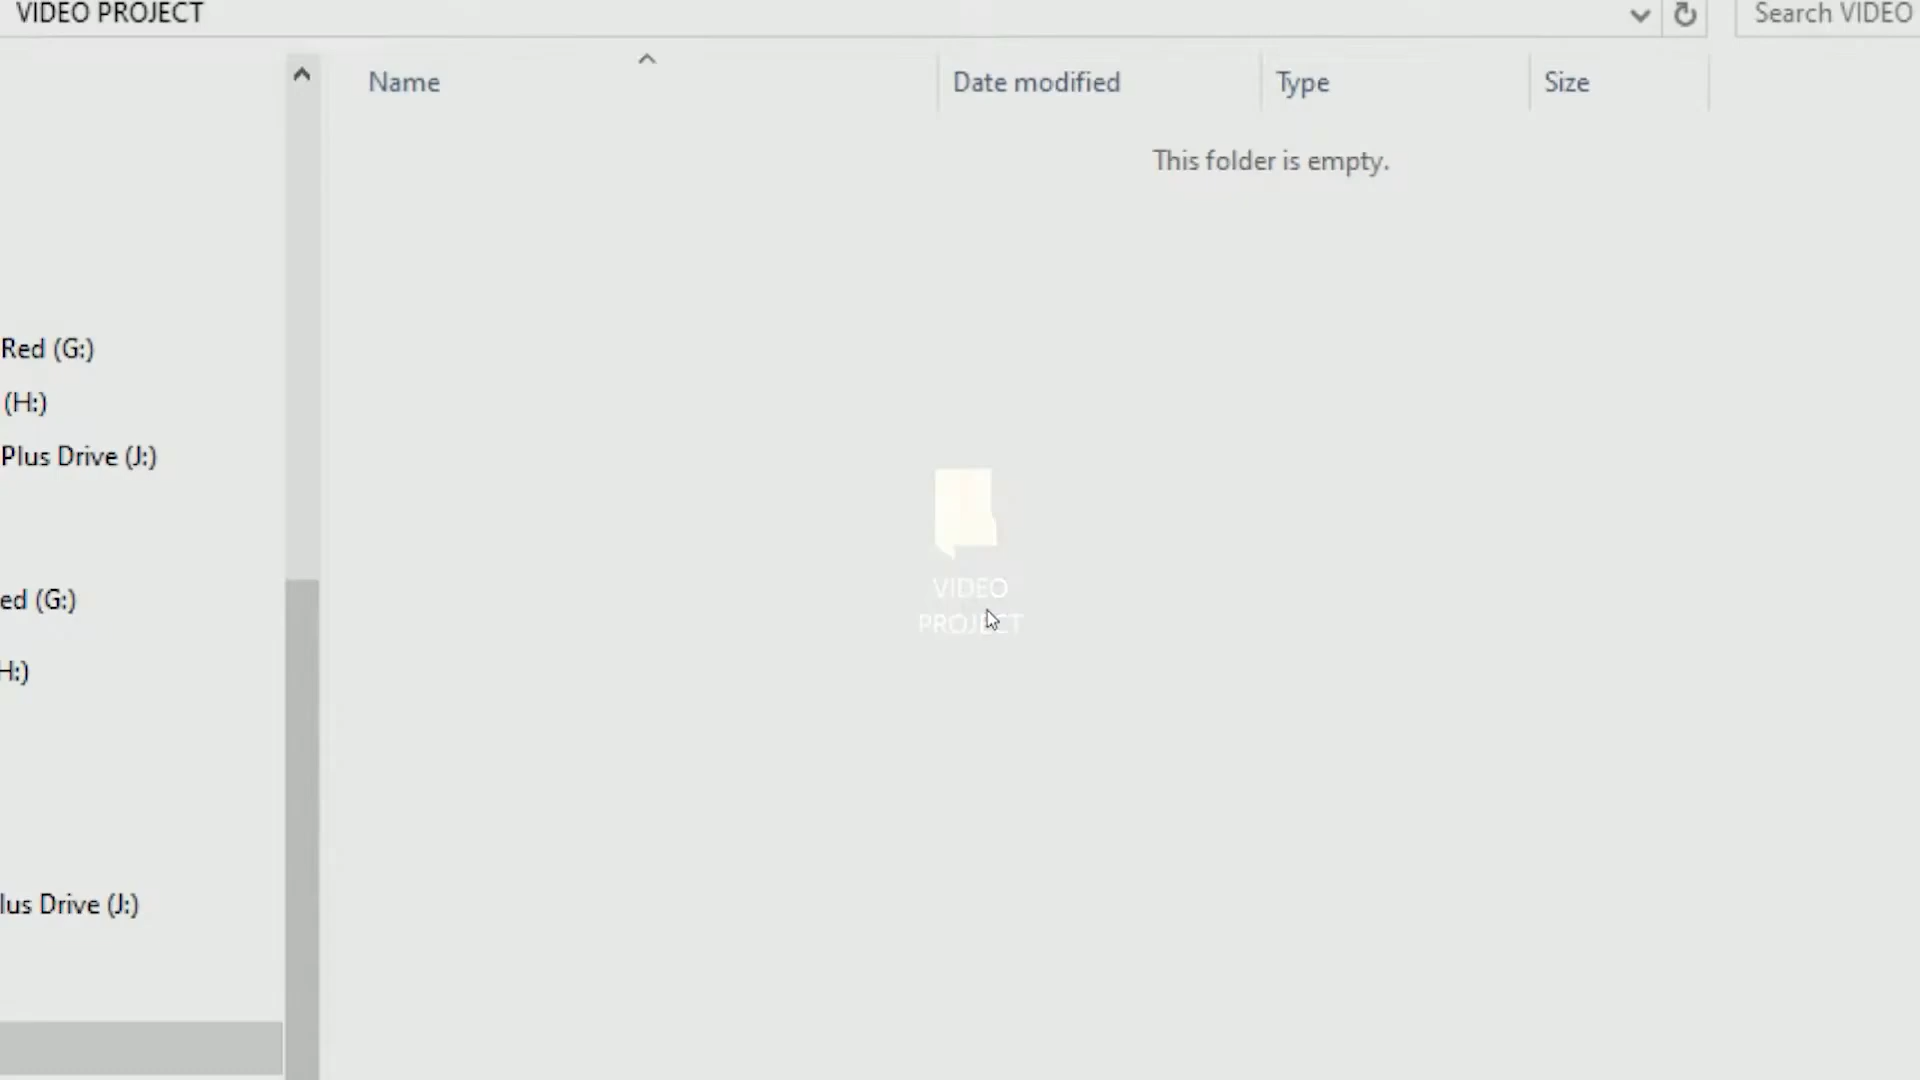 VIDEO PROJECT
Search VIDEO
Name
Date modified
Type
Size
This folder is empty.
Red (G:)
(H:)
Plus Drive (J:)
VIDEO
PROJECT
ed (G:)
H:)
lus Drive (J:)